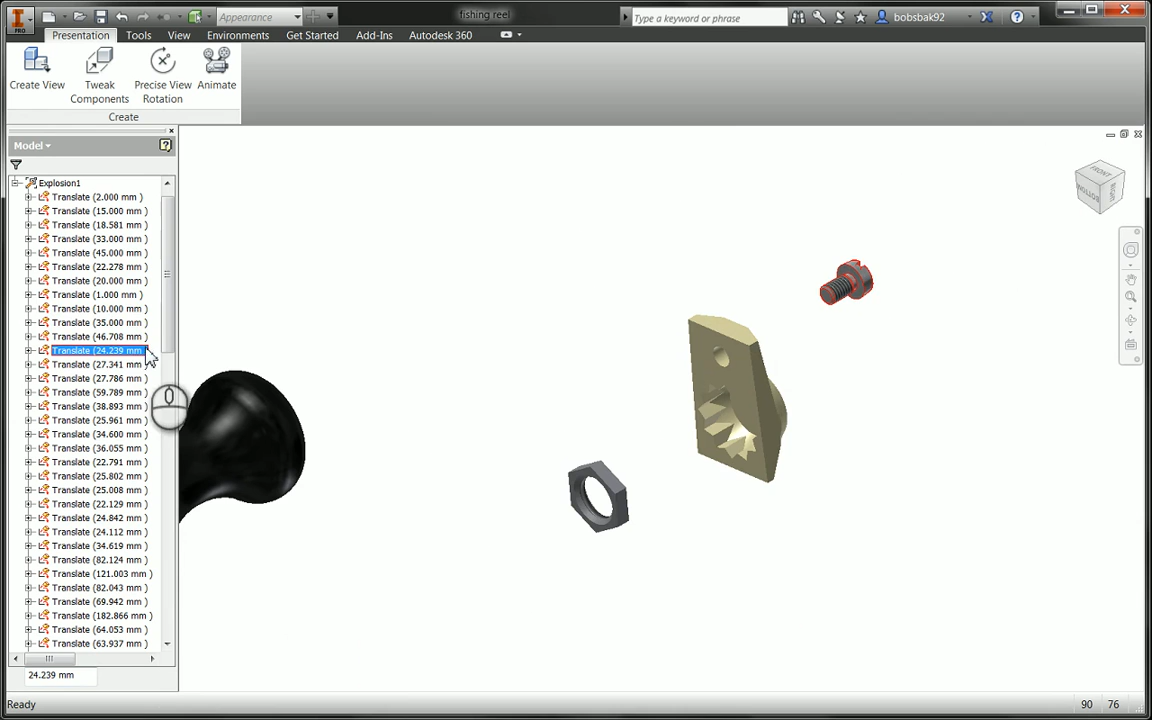 PRO
Appearance
fishing reel
Type a keyword or phrase
bobsbak92
Presentation Tools View Environments Get Started Add-Ins Autodesk 360
Create View
Tweak Components
Precise View Rotation
Animate
Create
Model
Explosion1
Translate (2.000 mm )
Translate (15.000 mm )
Translate (18.581 mm )
Translate (33.000 mm )
Translate (45.000 mm )
Translate (22.278 mm )
Translate (20.000 mm )
Translate (1.000 mm )
Translate (10.000 mm )
Translate (35.000 mm )
Translate (46.708 mm )
Translate (24.239 mm )
Translate (27.341 mm )
Translate (27.786 mm )
Translate (59.789 mm )
Translate (38.893 mm )
Translate (25.961 mm )
Translate (34.600 mm )
Translate (36.055 mm )
Translate (22.791 mm )
Translate (25.802 mm )
Translate (25.008 mm )
Translate (22.129 mm )
Translate (24.842 mm )
Translate (24.112 mm )
Translate (34.619 mm )
Translate (82.124 mm )
Translate (121.003 mm )
Translate (82.043 mm )
Translate (69.942 mm )
Translate (182.866 mm )
Translate (64.053 mm )
Translate (63.937 mm )
24.239 mm
FRONT
BOTTOM
RIGHT
Ready
90 76